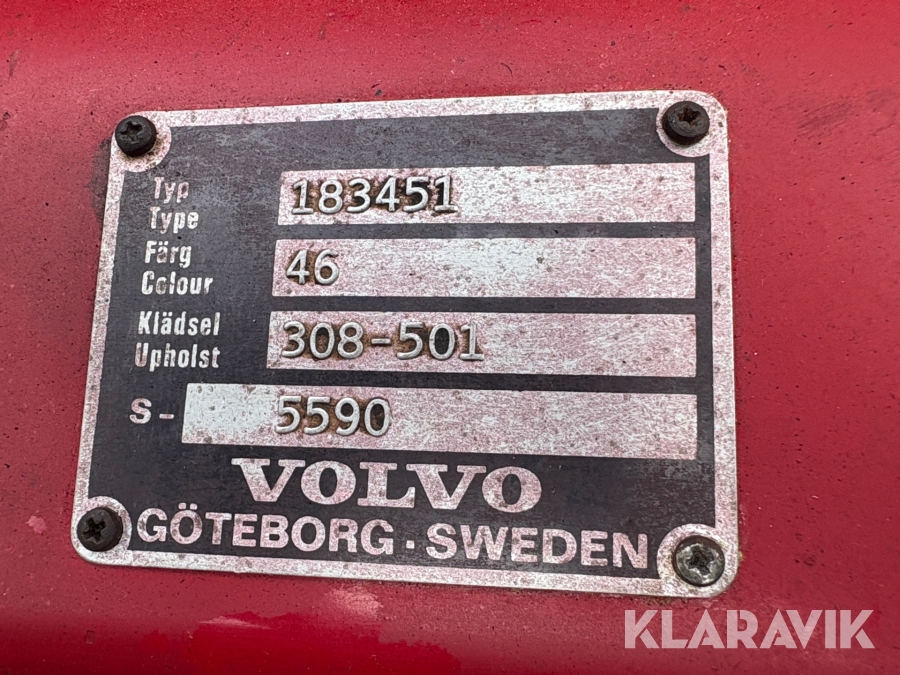 Typ
Type
183451
Färg
Colour
46
Klädsel
Upholst
308-501
S- 5590
VOLVO
GÖTEBORG · SWEDEN
KLARAVIK